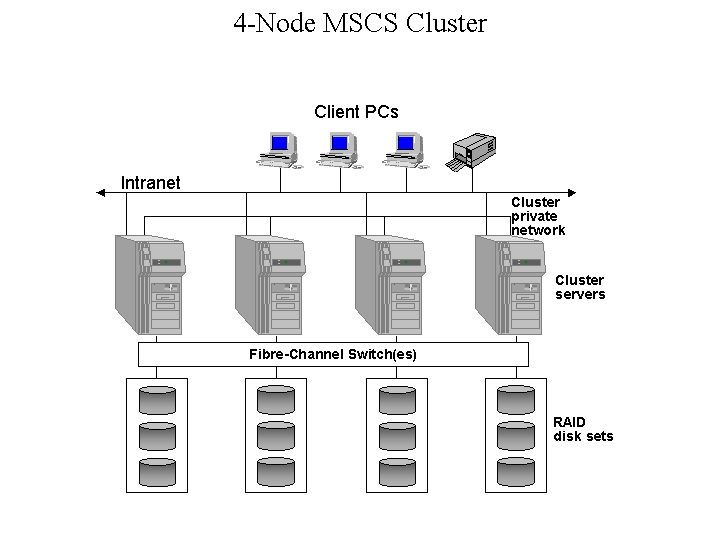 4-Node MSCS Cluster
Client PCs
Intranet
Cluster
private
network
Cluster
servers
Fibre-Channel Switch(es)
RAID
disk sets